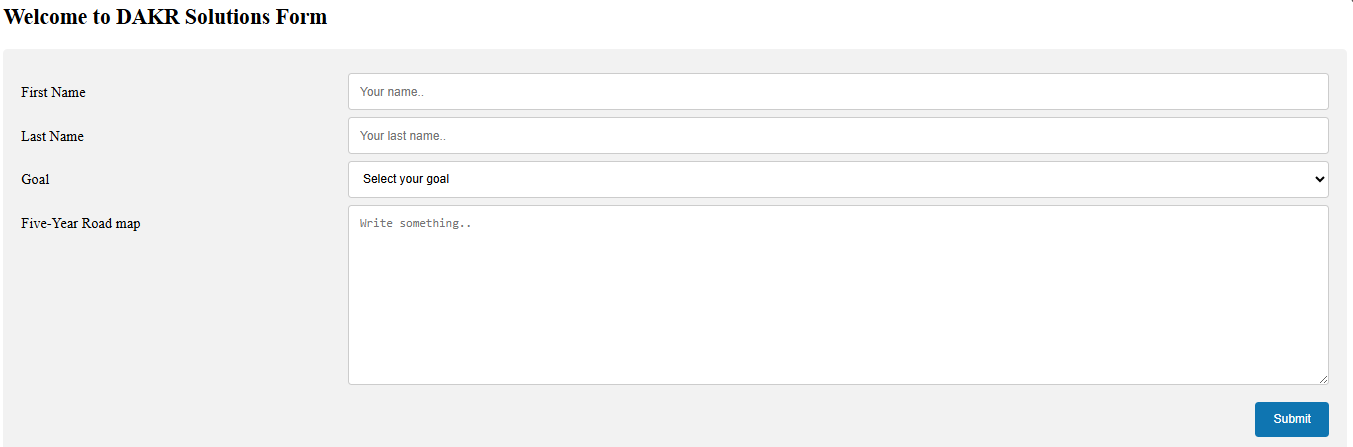 Welcome to DAKR Solutions Form
First Name
Your name..
Last Name
Your last name..
Goal
Select your goal
Five-Year Road map
Write something..
Submit